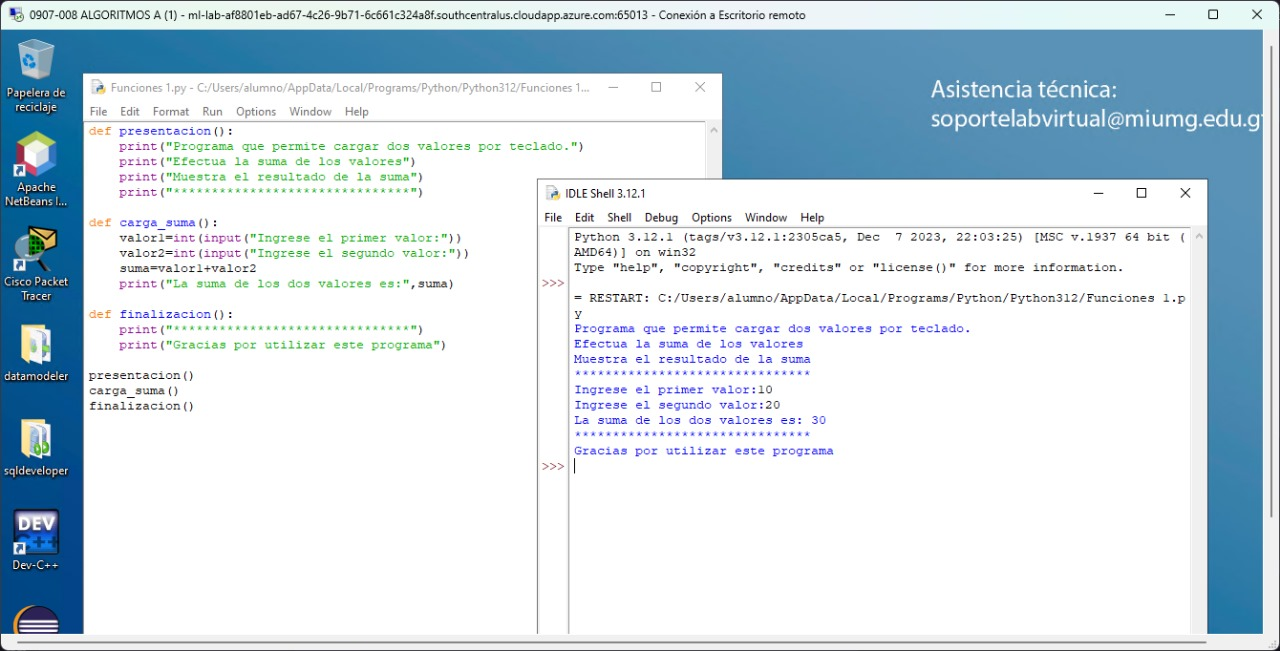 0907-008 ALGORITMOS A (1) - ml-lab-af8801eb-ad67-4c26-9b71-6c661c324a8f.southcentralus.cloudapp.azure.com:65013 - Conexión a Escritorio remoto
Papelera de
reciclaje
Apache
NetBeans I...
Cisco Packet
Tracer
datamodeler
sqldeveloper
DEV
C++
Dev-C++
Asistencia técnica:
soportelabvirtual@miumg.edu.gt
Funciones 1.py - C:/Users/alumno/AppData/Local/Programs/Python/Python312/Funciones 1...
File Edit Format Run Options Window Help
def presentacion():
    print("Programa que permite cargar dos valores por teclado.")
    print("Efectua la suma de los valores")
    print("Muestra el resultado de la suma")
    print("*******************************")
def carga_suma():
    valor1=int(input("Ingrese el primer valor:"))
    valor2=int(input("Ingrese el segundo valor:"))
    suma=valor1+valor2
    print("La suma de los dos valores es:",suma)
def finalizacion():
    print("*******************************")
    print("Gracias por utilizar este programa")
presentacion()
carga_suma()
finalizacion()
IDLE Shell 3.12.1
File Edit Shell Debug Options Window Help
Python 3.12.1 (tags/v3.12.1:2305ca5, Dec  7 2023, 22:03:25) [MSC v.1937 64 bit (
AMD64)] on win32
Type "help", "copyright", "credits" or "license()" for more information.
>>>
= RESTART: C:/Users/alumno/AppData/Local/Programs/Python/Python312/Funciones 1.p
y
Programa que permite cargar dos valores por teclado.
Efectua la suma de los valores
Muestra el resultado de la suma
*******************************
Ingrese el primer valor:10
Ingrese el segundo valor:20
La suma de los dos valores es: 30
*******************************
Gracias por utilizar este programa
>>>